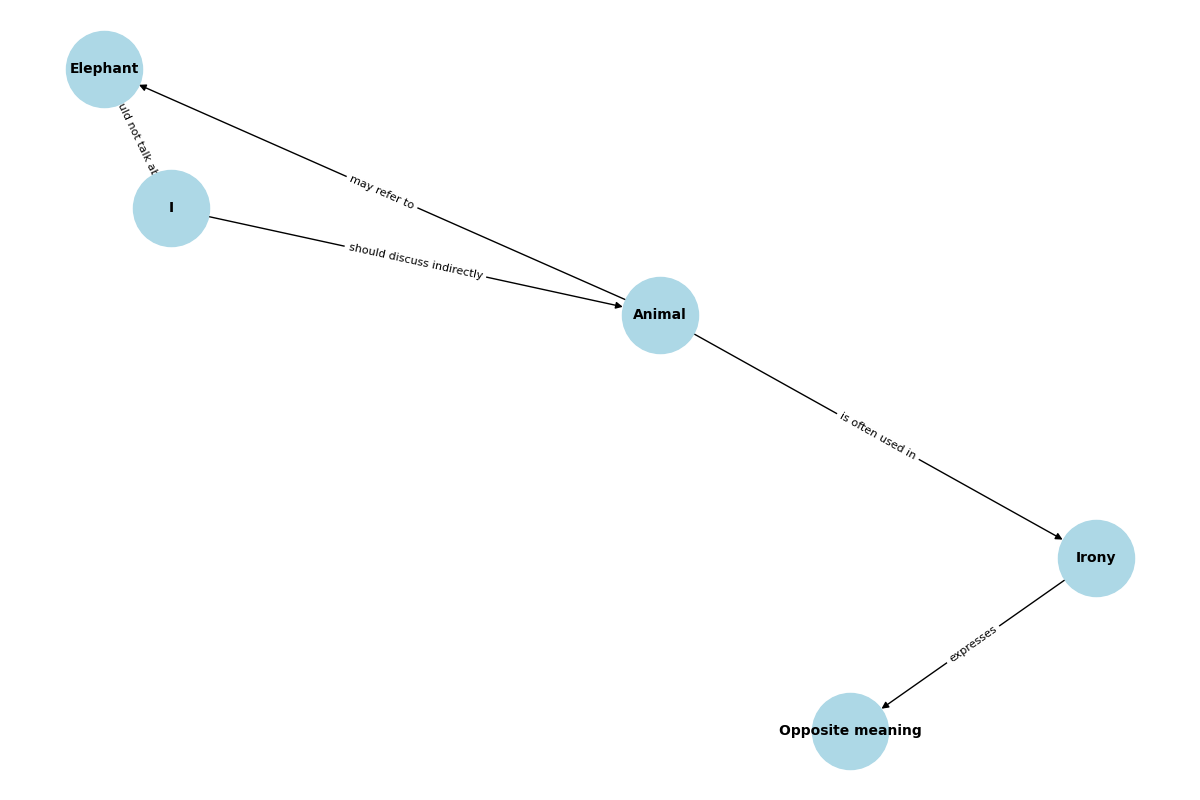 Elephant
uld not talk at
I
may refer to
should discuss indirectly
Animal
is often used in
Irony
expresses
Opposite meaning